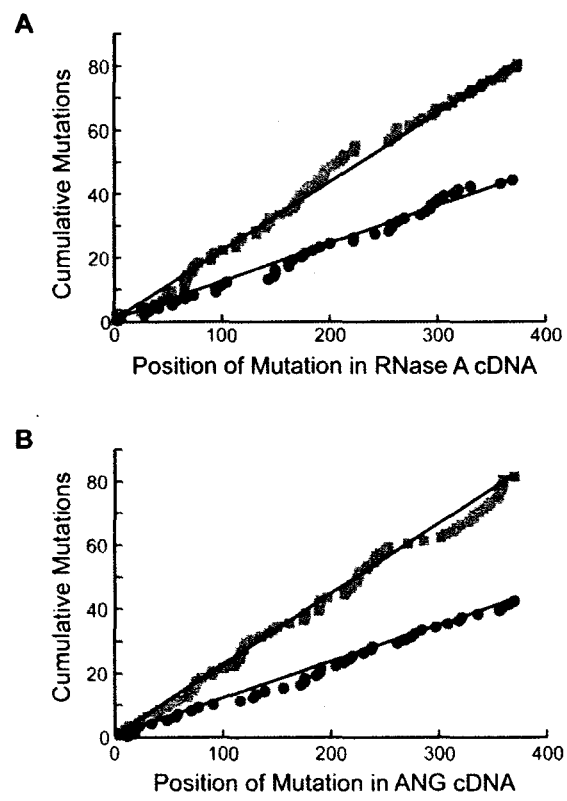 A
Cumulative Mutations
80
60
40
20
0
0 100 200 300 400
Position of Mutation in RNase A cDNA
B
Cumulative Mutations
80
60
40
20
0
0 100 200 300 400
Position of Mutation in ANG cDNA